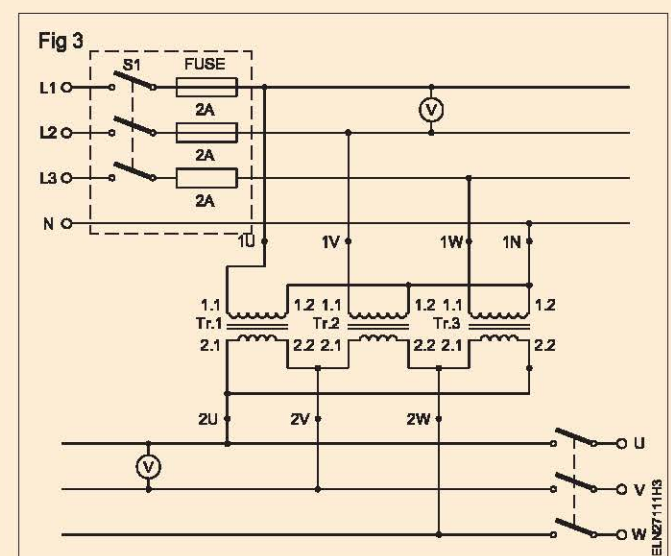 Fig 3
S1 FUSE
L1
2A
V
L2
2A
L3
2A
N
1U 1V 1W 1N
1.1 1.2 1.1 1.2 1.1 1.2
Tr.1 Tr.2 Tr.3
2.1 2.2 2.1 2.2 2.1 2.2
2U 2V 2W
U
V
V
W
ELN27111H3